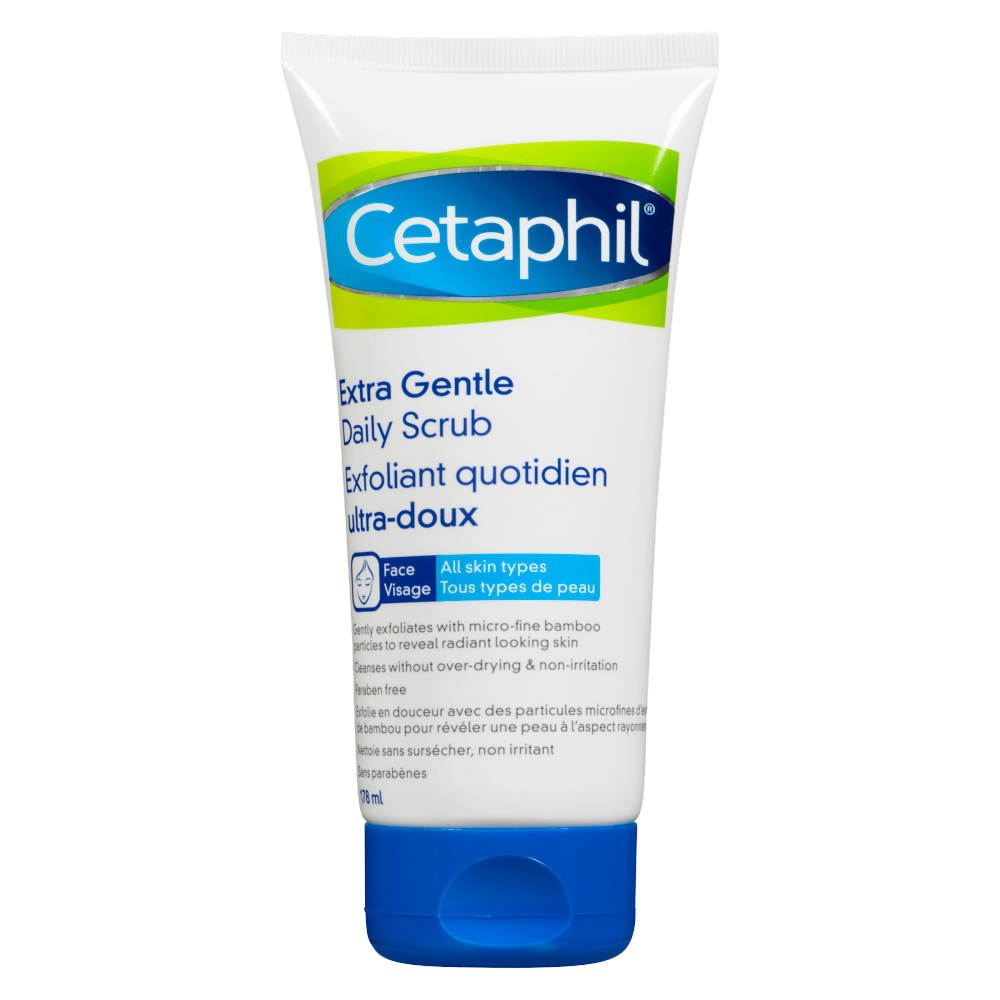 Cetaphil®
Extra Gentle
Daily Scrub
Exfoliant quotidien
ultra-doux
Face
Visage
All skin types
Tous types de peau
Gently exfoliates with micro-fine bamboo
particles to reveal radiant looking skin
Cleanses without over-drying & non-irritation
Paraben free
Exfolie en douceur avec des particules microfines
de bambou pour révéler une peau à l'aspect
Nettoie sans sursécher, non irritant
Sans parabènes
178 ml